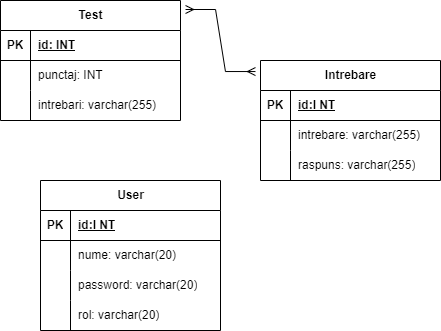 Test
PK id: INT
punctaj: INT
intrebari: varchar(255)
Intrebare
PK id:I NT
intrebare: varchar(255)
raspuns: varchar(255)
User
PK id:I NT
nume: varchar(20)
password: varchar(20)
rol: varchar(20)